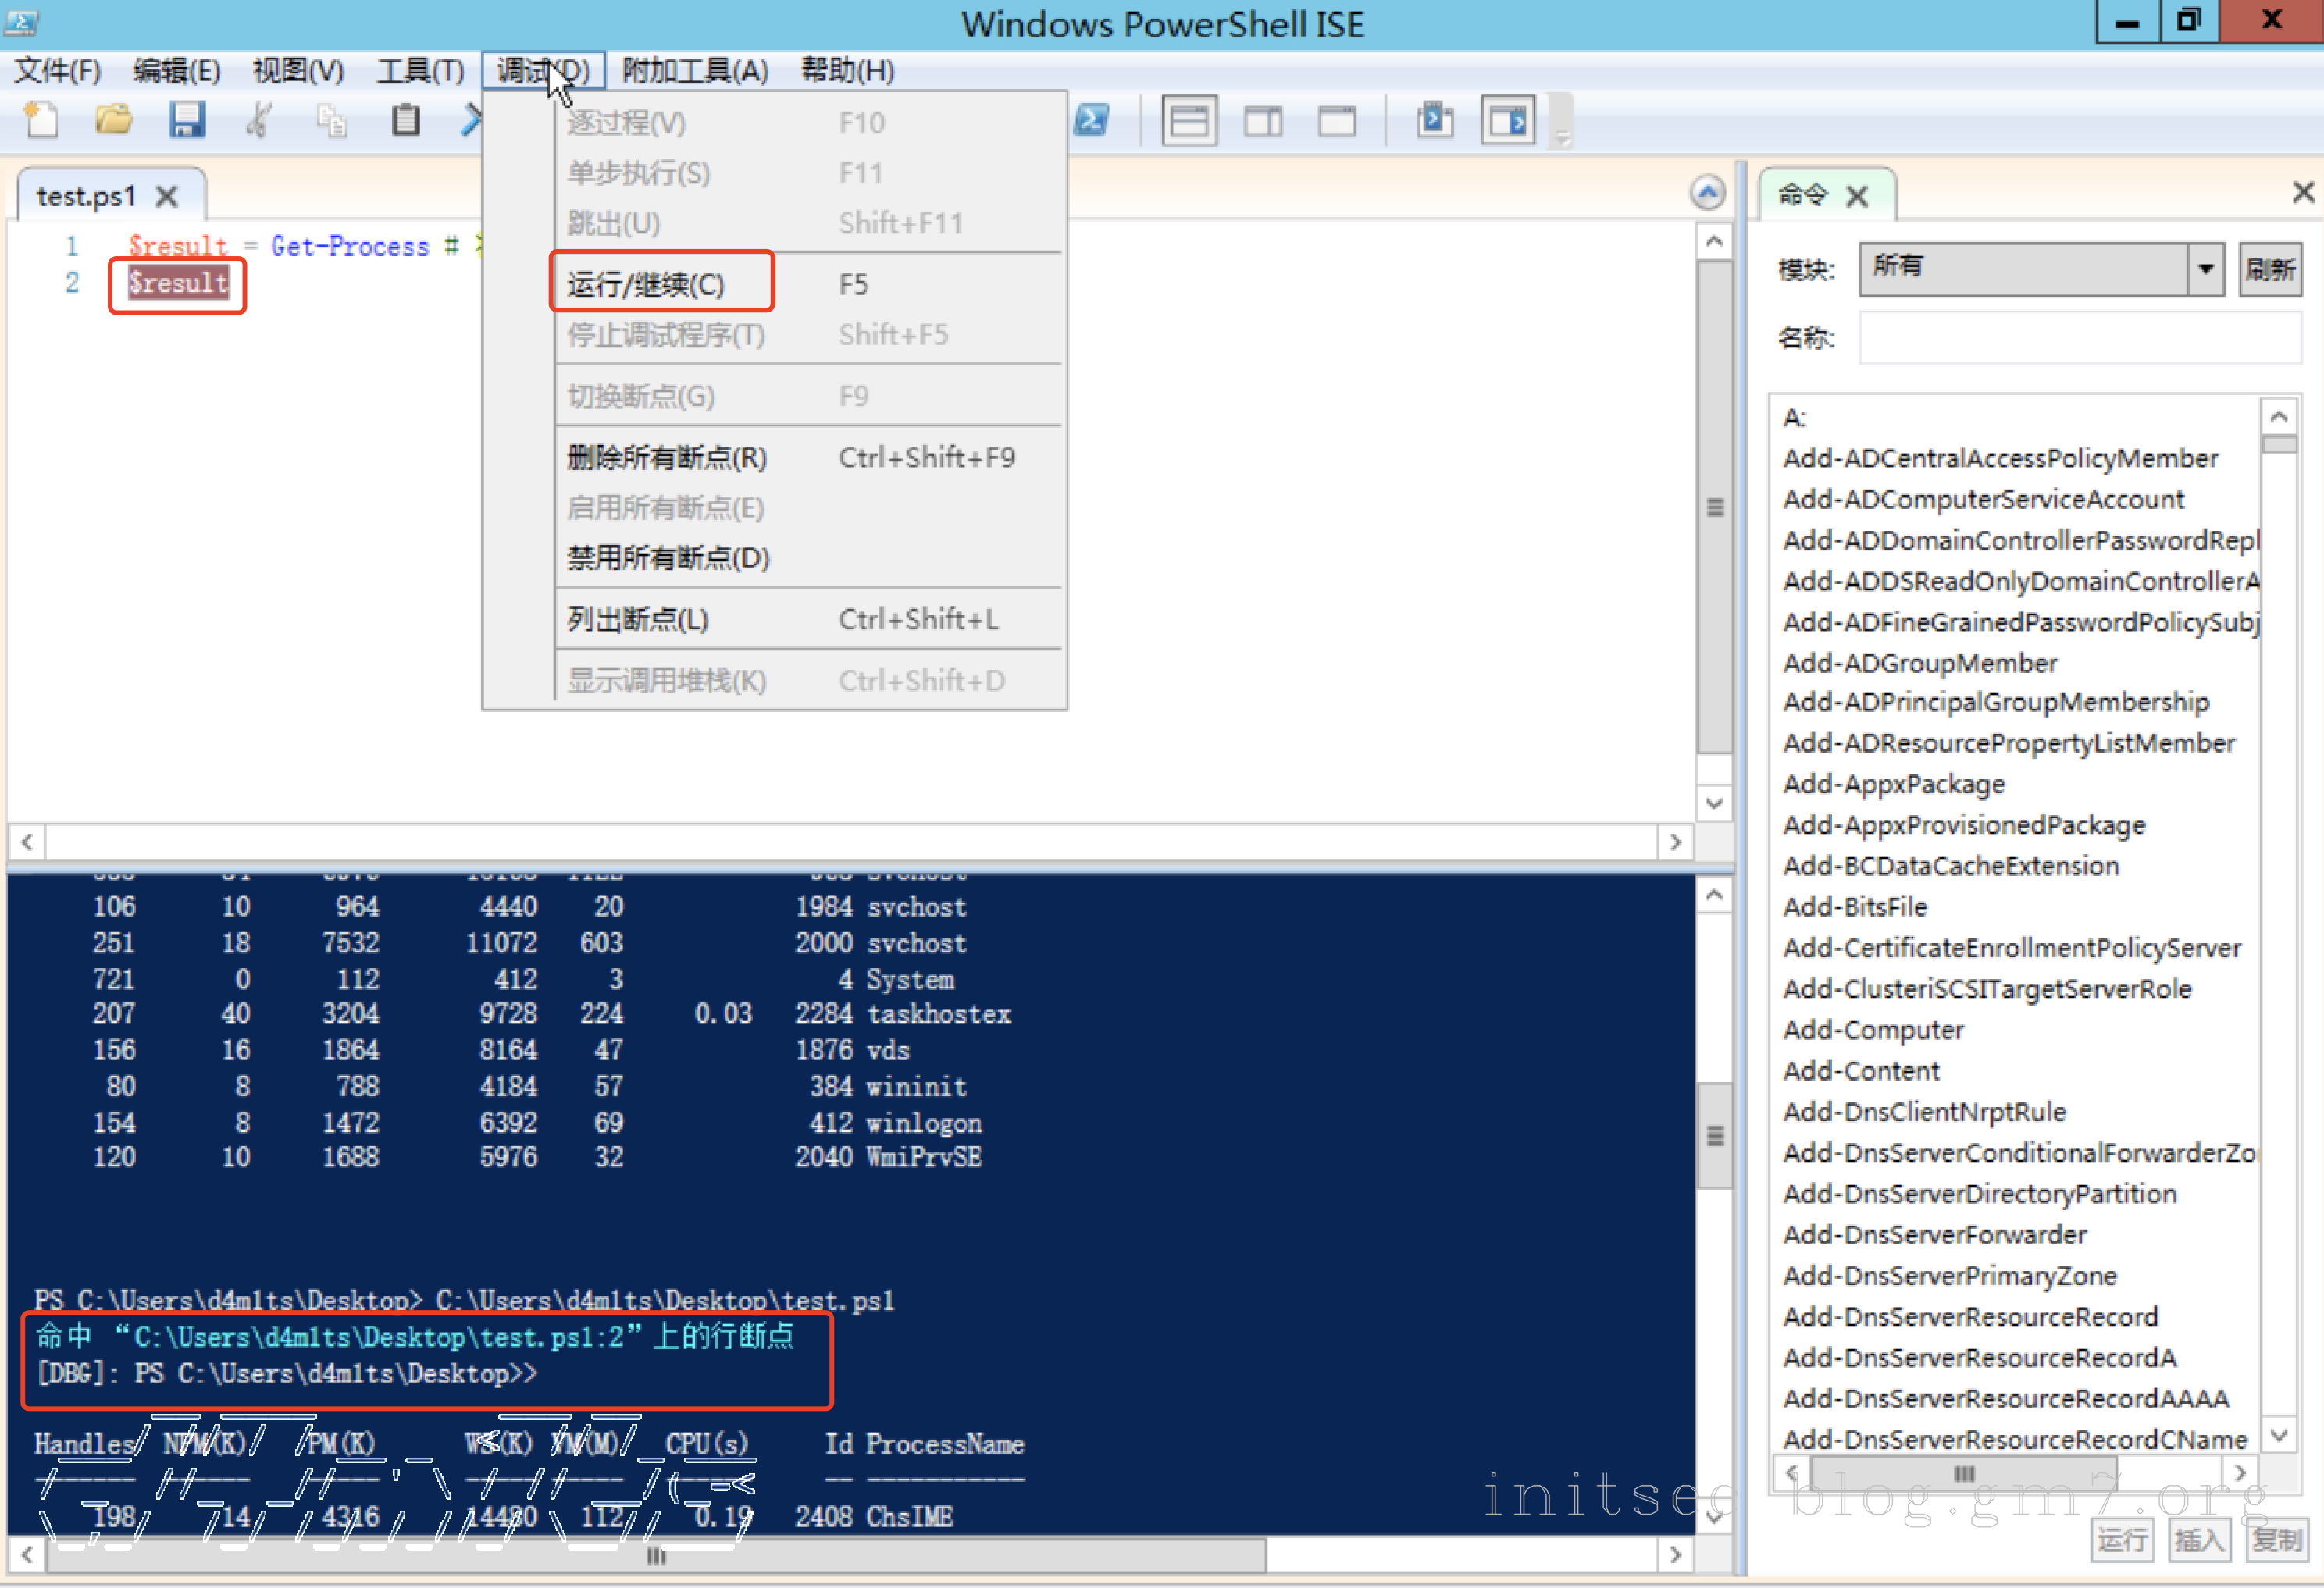 Windows PowerShell ISE
文件(F) 编辑(E) 视图(V) 工具(T) 调试(D) 附加工具(A) 帮助(H)
逐过程(V) F10
单步执行(S) F11
跳出(U) Shift+F11
运行/继续(C) F5
停止调试程序(T) Shift+F5
切换断点(G) F9
删除所有断点(R) Ctrl+Shift+F9
启用所有断点(E)
禁用所有断点(D)
列出断点(L) Ctrl+Shift+L
显示调用堆栈(K) Ctrl+Shift+D
test.ps1
1 $result = Get-Process #
2 $result
106 10 964 4440 20 1984 svchost
251 18 7532 11072 603 2000 svchost
721 0 112 412 3 4 System
207 40 3204 9728 224 0.03 2284 taskhostex
156 16 1864 8164 47 1876 vds
80 8 788 4184 57 384 wininit
154 8 1472 6392 69 412 winlogon
120 10 1688 5976 32 2040 WmiPrvSE
PS C:\Users\d4m1ts\Desktop> C:\Users\d4m1ts\Desktop\test.ps1
命中 “C:\Users\d4m1ts\Desktop\test.ps1:2” 上的行断点
[DBG]: PS C:\Users\d4m1ts\Desktop>>
Handles NPM(K) PM(K) WS(K) VM(M) CPU(s) Id ProcessName
------- ------ ----- ----- ----- ------ -- -----------
198 14 4316 14480 112 0.19 2408 ChsIME
命令
模块: 所有 刷新
名称:
A:
Add-ADCentralAccessPolicyMember
Add-ADComputerServiceAccount
Add-ADDomainControllerPasswordRepl
Add-ADDSReadOnlyDomainControllerA
Add-ADFineGrainedPasswordPolicySubj
Add-ADGroupMember
Add-ADPrincipalGroupMembership
Add-ADResourcePropertyListMember
Add-AppxPackage
Add-AppxProvisionedPackage
Add-BCDataCacheExtension
Add-BitsFile
Add-CertificateEnrollmentPolicyServer
Add-ClusteriSCSITargetServerRole
Add-Computer
Add-Content
Add-DnsClientNrptRule
Add-DnsServerConditionalForwarderZo
Add-DnsServerDirectoryPartition
Add-DnsServerForwarder
Add-DnsServerPrimaryZone
Add-DnsServerResourceRecord
Add-DnsServerResourceRecordA
Add-DnsServerResourceRecordAAAA
Add-DnsServerResourceRecordCName
运行 插入 复制
initsec blog.gm7.org